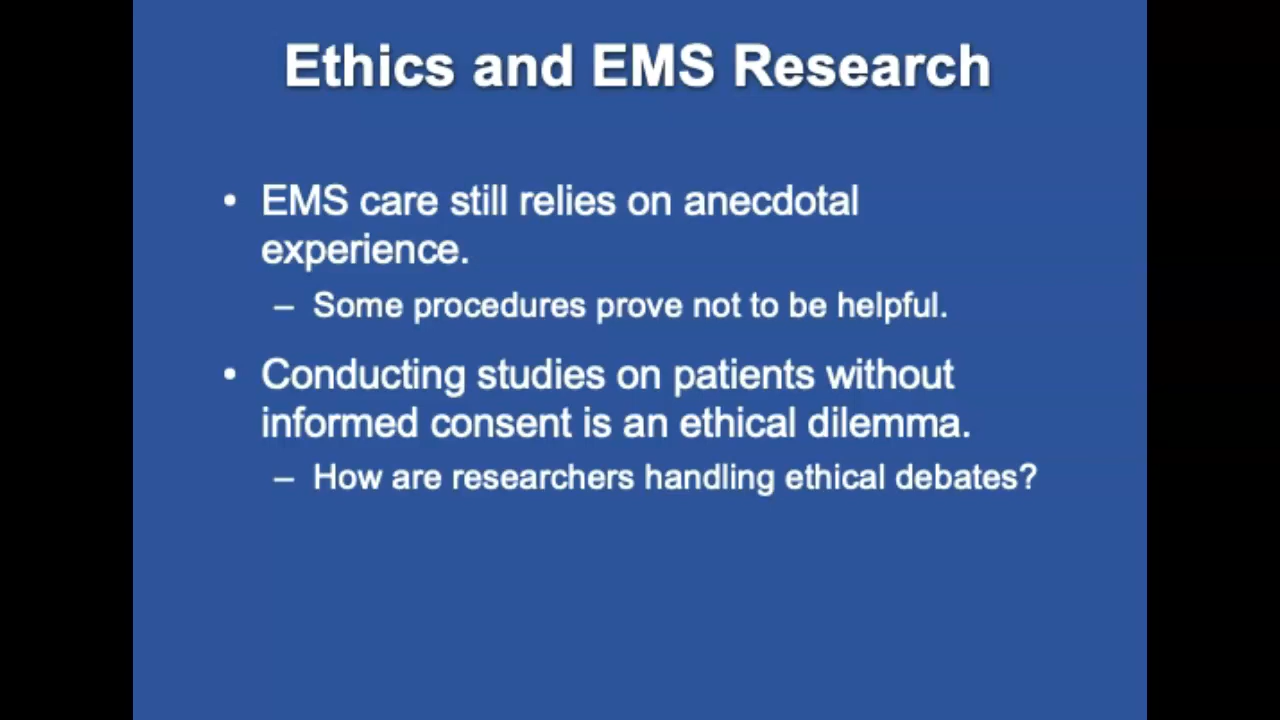 Ethics and EMS Research
• EMS care still relies on anecdotal
experience.
– Some procedures prove not to be helpful.
• Conducting studies on patients without
informed consent is an ethical dilemma.
– How are researchers handling ethical debates?